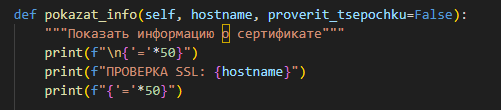 def pokazat_info(self, hostname, proverit_tsepochku=False):
    """Показать информацию о сертификате"""
    print(f"\n{'='*50}")
    print(f"ПРОВЕРКА SSL: {hostname}")
    print(f"{'='*50}")